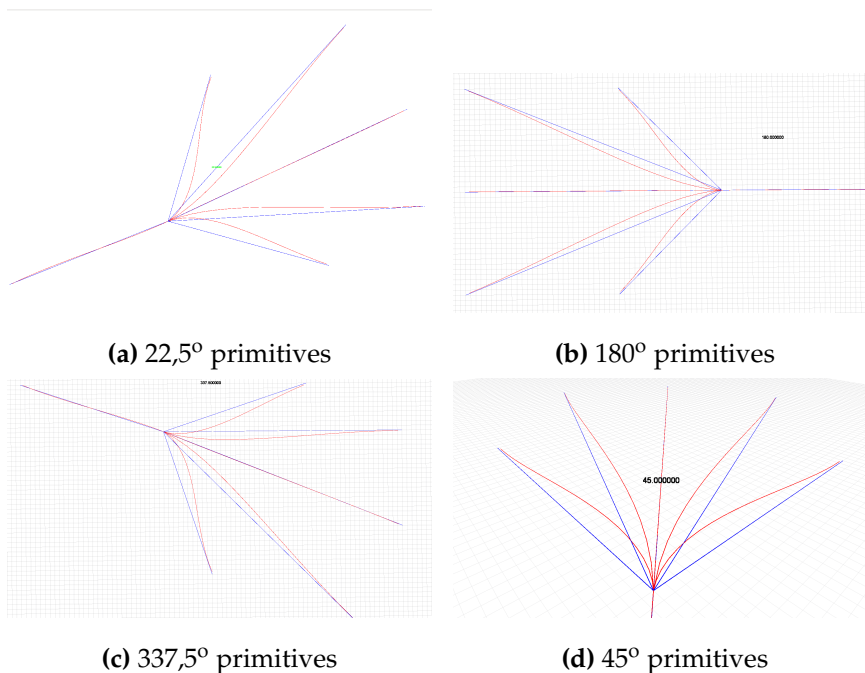 180.000000
(a) 22,5º primitives
(b) 180º primitives
337.500000
45.000000
(c) 337,5º primitives
(d) 45º primitives